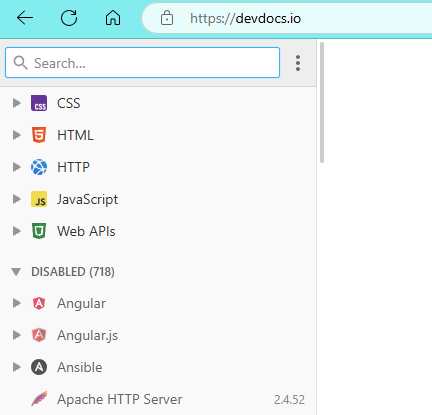 https://devdocs.io
Search...
CSS
HTML
HTTP
JavaScript
Web APIs
DISABLED (718)
Angular
Angular.js
Ansible
Apache HTTP Server 2.4.52